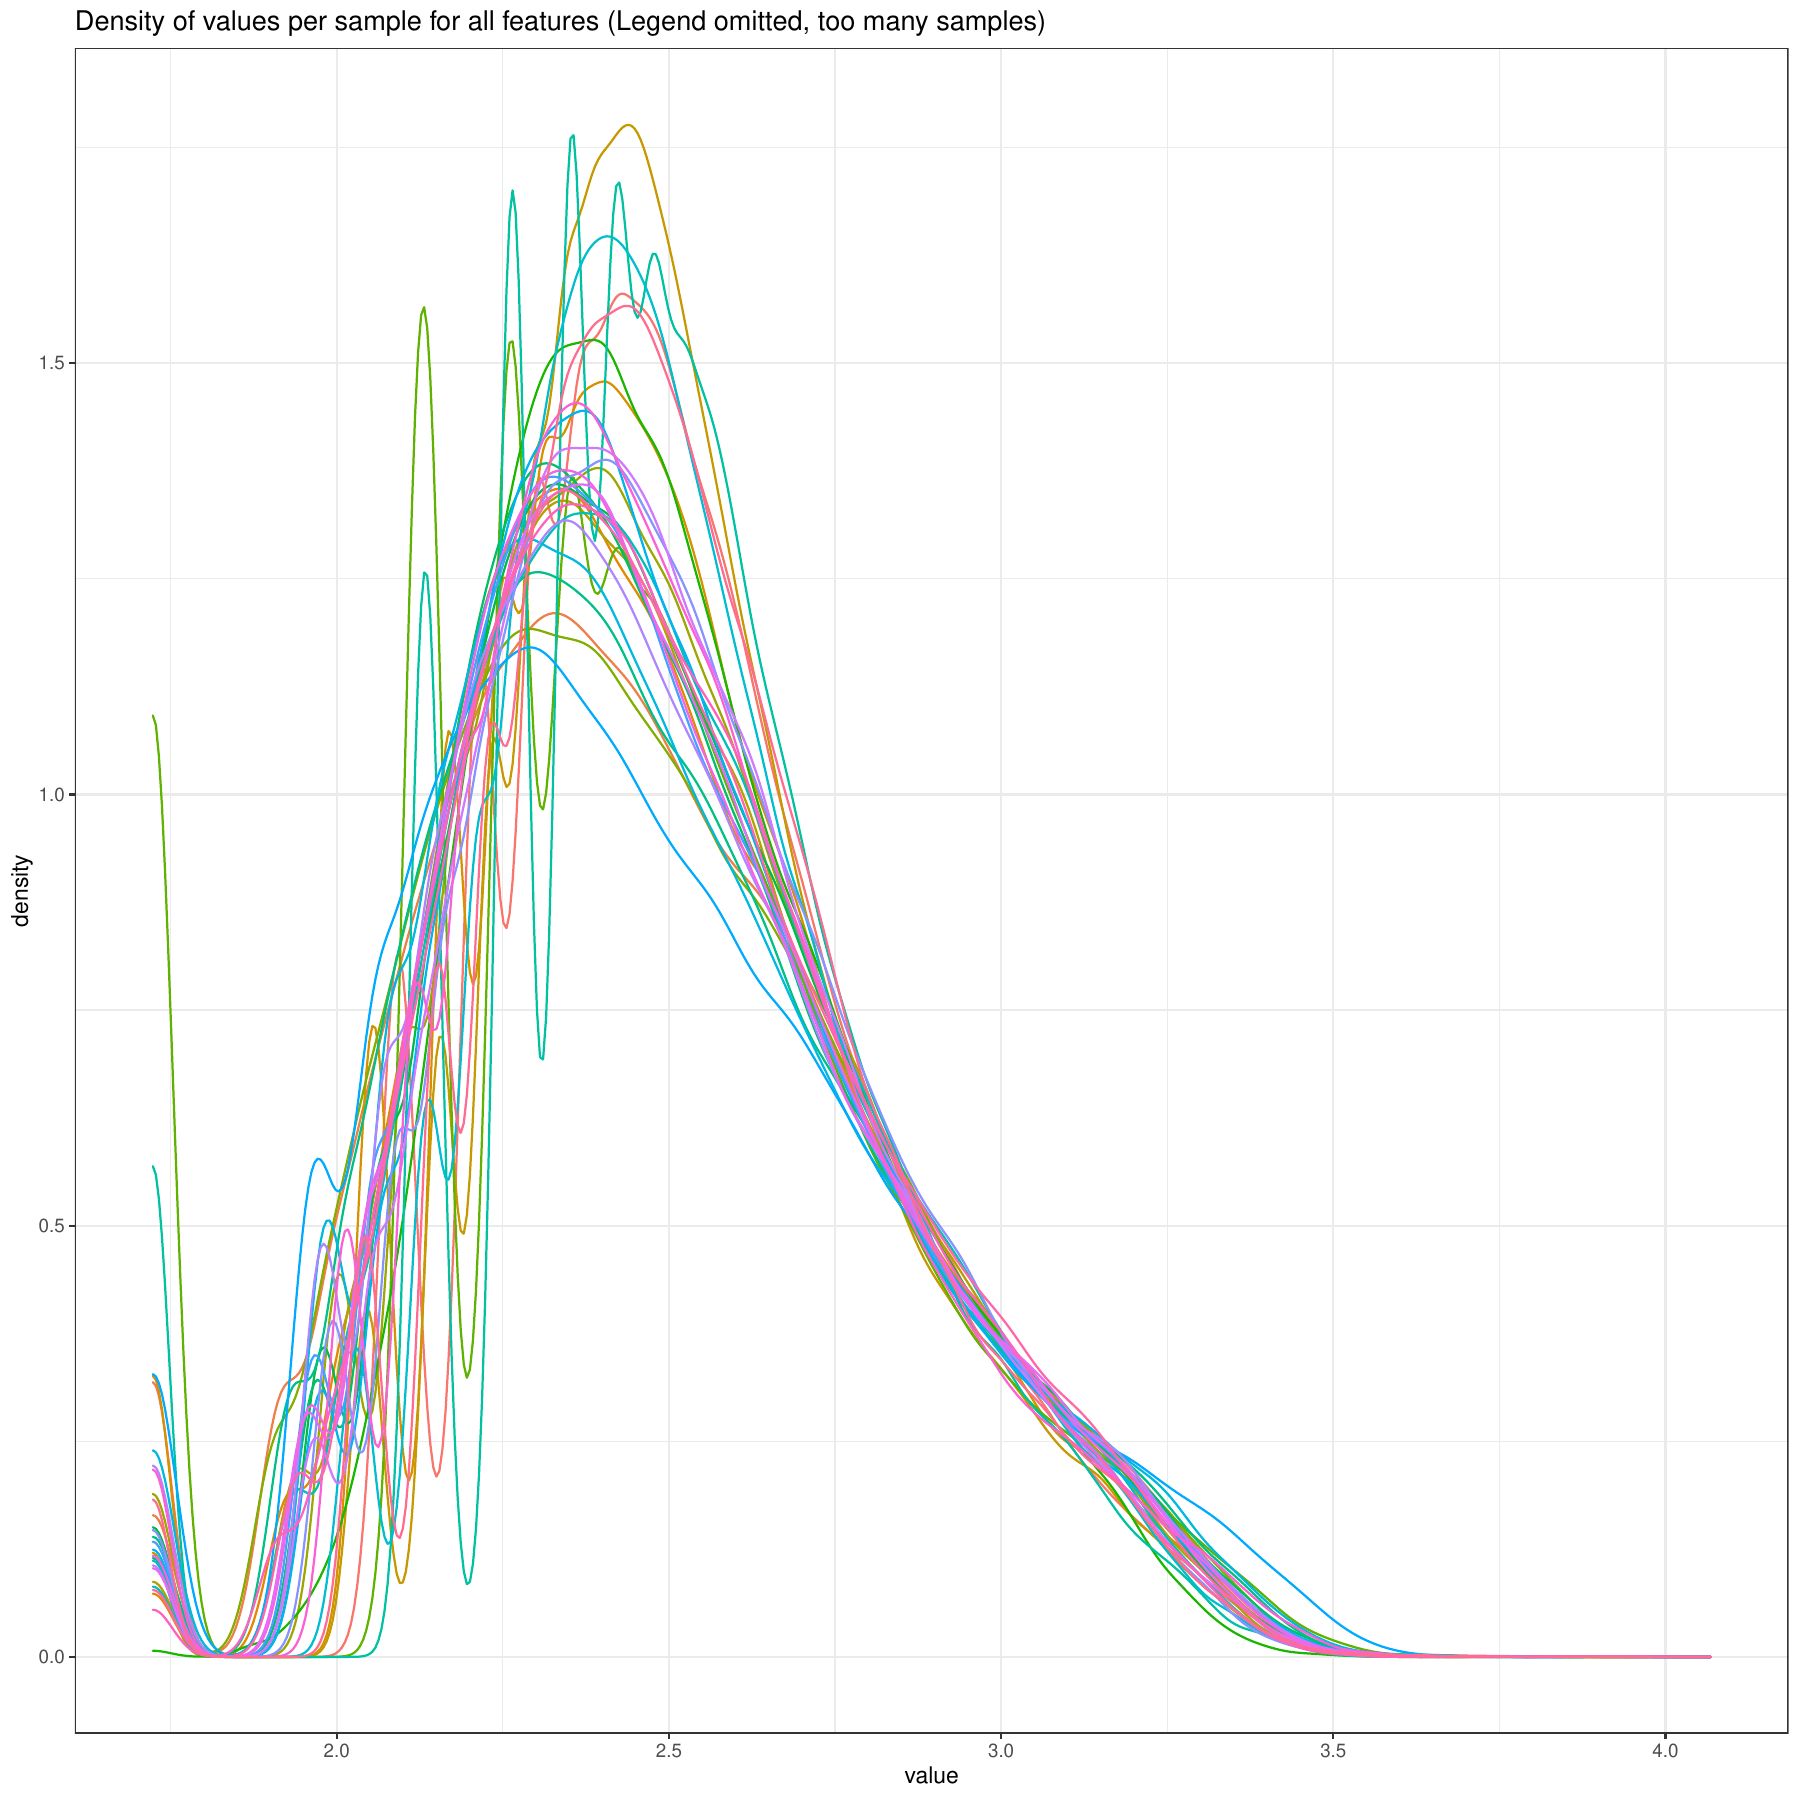 Density of values per sample for all features (Legend omitted, too many samples)
1.5
1.0
0.5
0.0
density
2.0 2.5 3.0 3.5 4.0
value